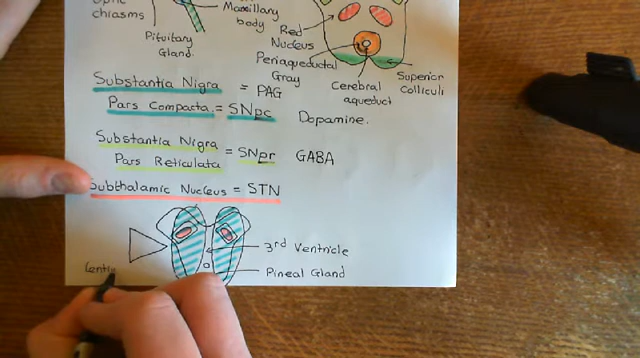 Optic
chiasms
Pituitary
Gland.
Mammillary
body
Red
Nucleus
Periaqueductal
Gray
= PAG
Cerebral
aqueduct
Superior
Colliculi
Substantia Nigra
Pars Compacta = SNpc
Dopamine.
Substantia Nigra
Pars Reticulata = SNpr GABA
Subthalamic Nucleus = STN
3rd Ventricle
Pineal Gland